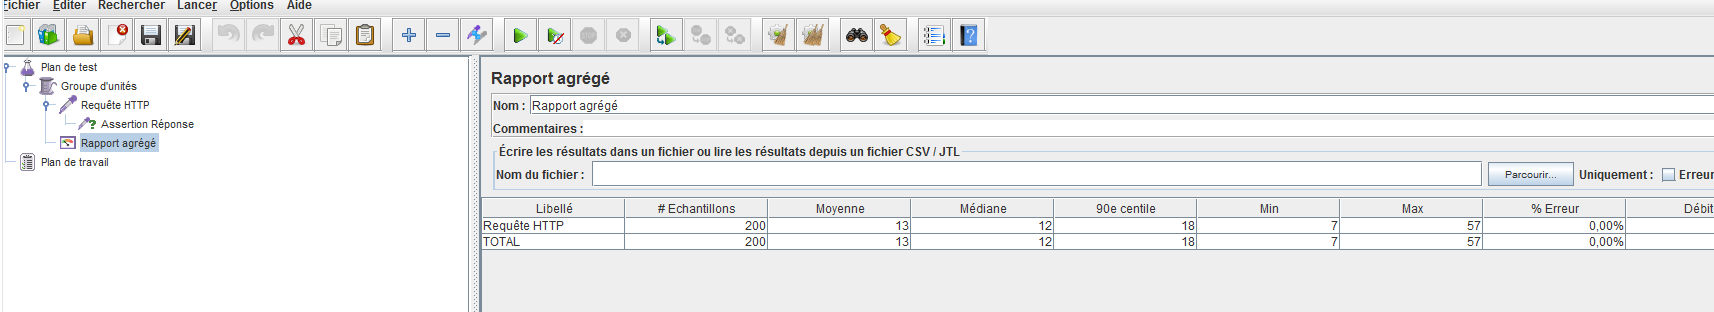 Fichier Editer Rechercher Lancer Options Aide
Plan de test
Groupe d'unités
Requête HTTP
Assertion Réponse
Rapport agrégé
Plan de travail
Rapport agrégé
Nom : Rapport agrégé
Commentaires :
Écrire les résultats dans un fichier ou lire les résultats depuis un fichier CSV / JTL
Nom du fichier : Parcourir... Uniquement : Erreur
Libellé # Echantillons Moyenne Médiane 90e centile Min Max % Erreur Débit
Requête HTTP 200 13 12 18 7 57 0,00%
TOTAL 200 13 12 18 7 57 0,00%